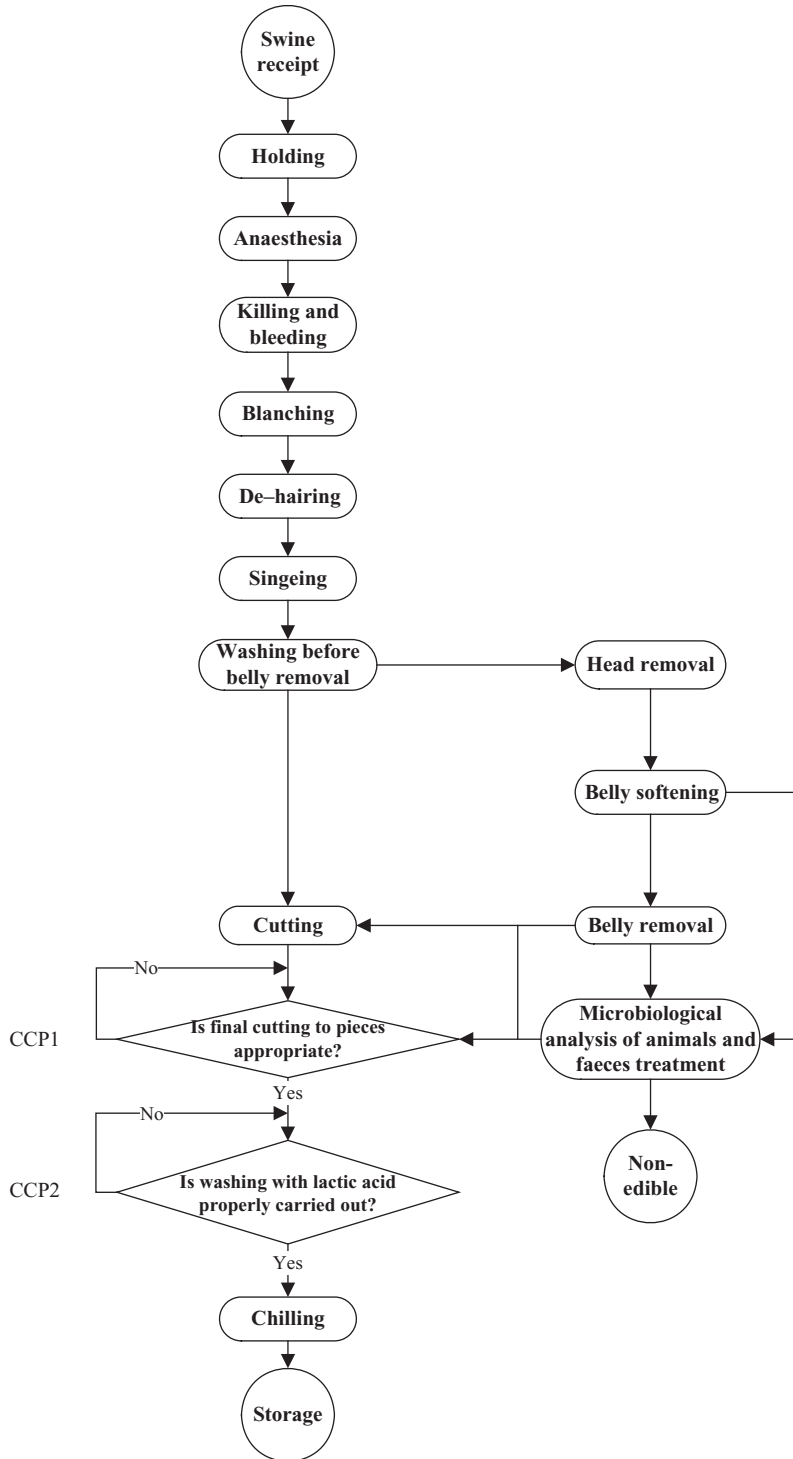 Swine
receipt
Holding
Anaesthesia
Killing and
bleeding
Blanching
De–hairing
Singeing
Washing before
belly removal
Head removal
Belly softening
Cutting
Belly removal
No
CCP1
Is final cutting to pieces
appropriate?
Microbiological
analysis of animals and
faeces treatment
Yes
No
CCP2
Is washing with lactic acid
properly carried out?
Non-
edible
Yes
Chilling
Storage